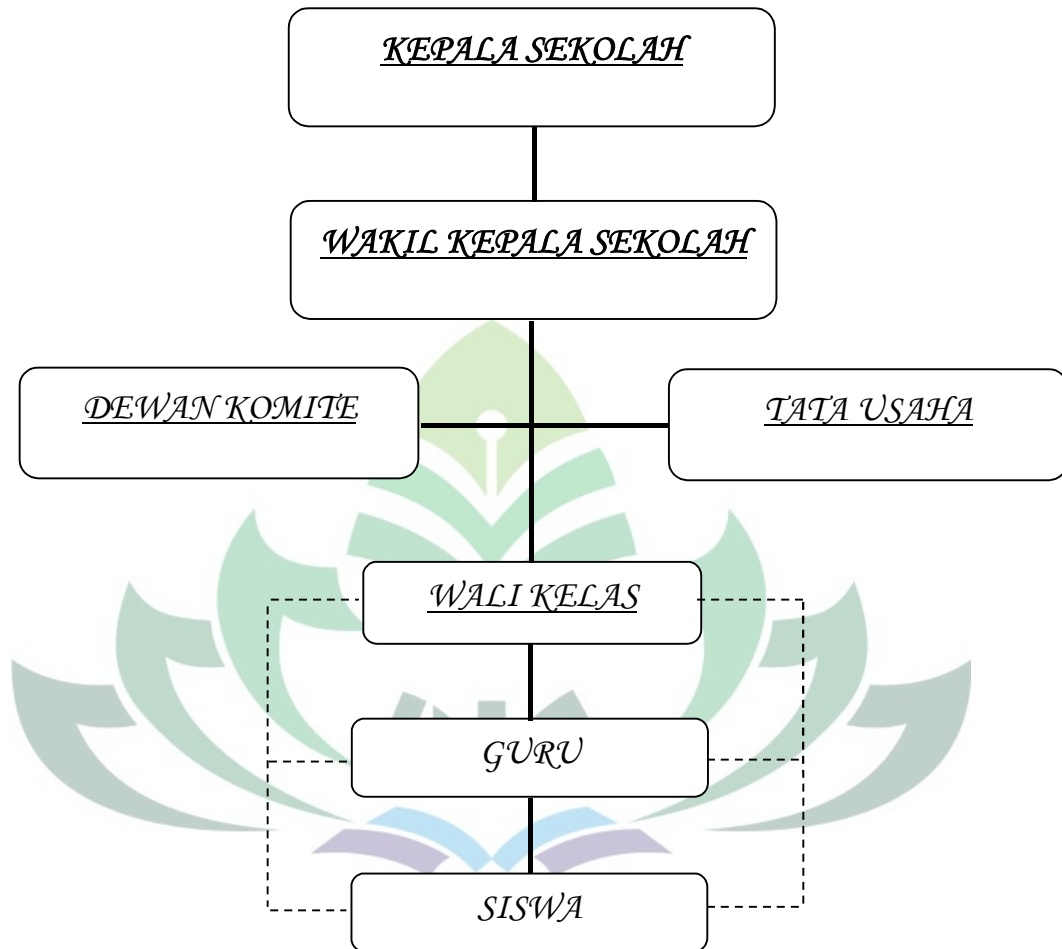 KEPALA SEKOLAH
WAKIL KEPALA SEKOLAH
DEWAN KOMITE
TATA USAHA
WALI KELAS
GURU
SISWA